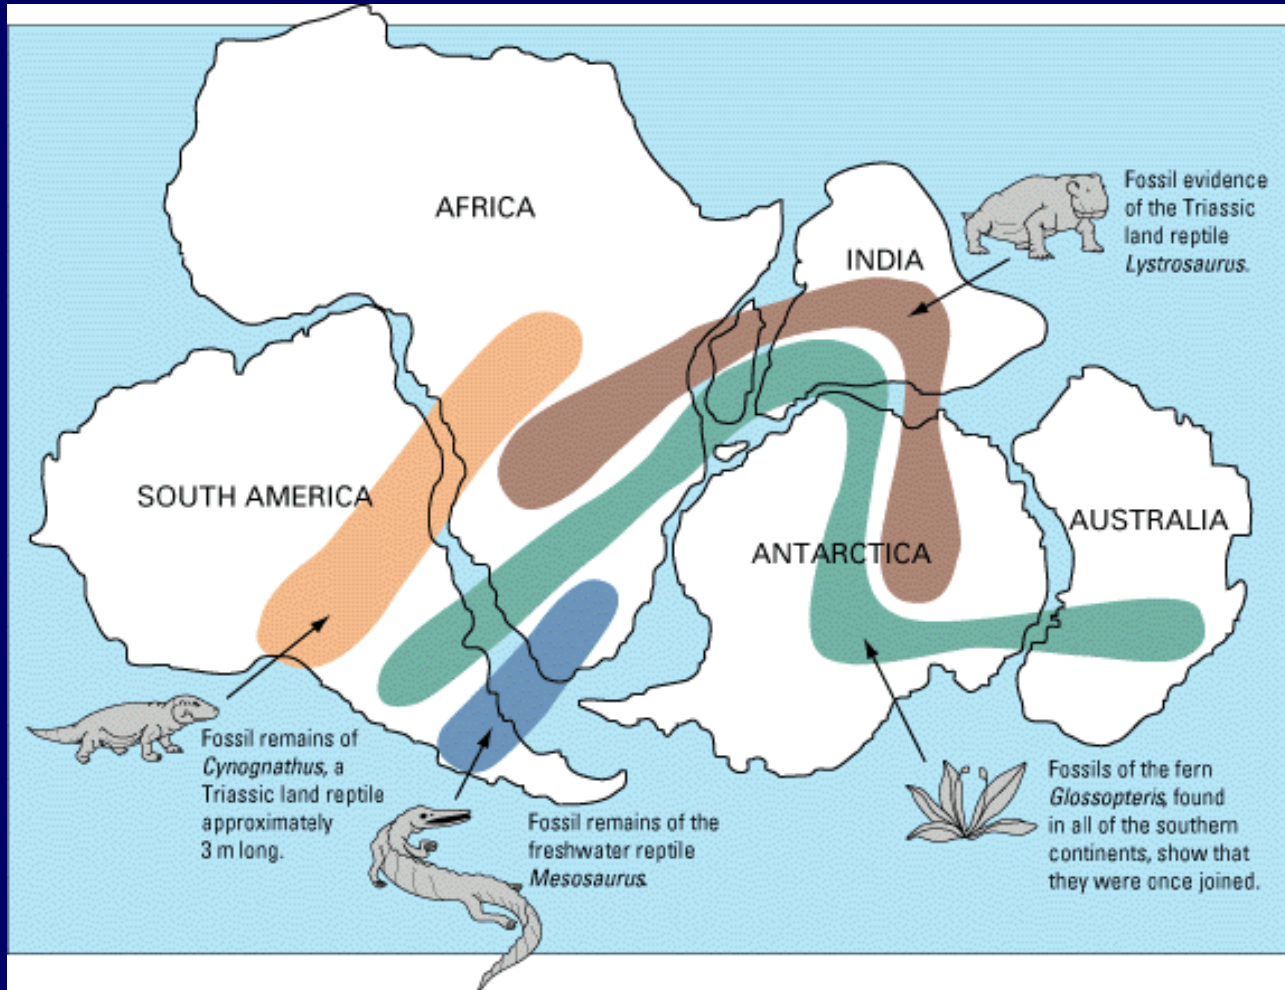 AFRICA
Fossil evidence
of the Triassic
land reptile
Lystrosaurus.
INDIA
SOUTH AMERICA
ANTARCTICA
AUSTRALIA
Fossil remains of
Cynognathus, a
Triassic land reptile
approximately
3 m long.
Fossil remains of the
freshwater reptile
Mesosaurus.
Fossils of the fern
Glossopteris, found
in all of the southern
continents, show that
they were once joined.